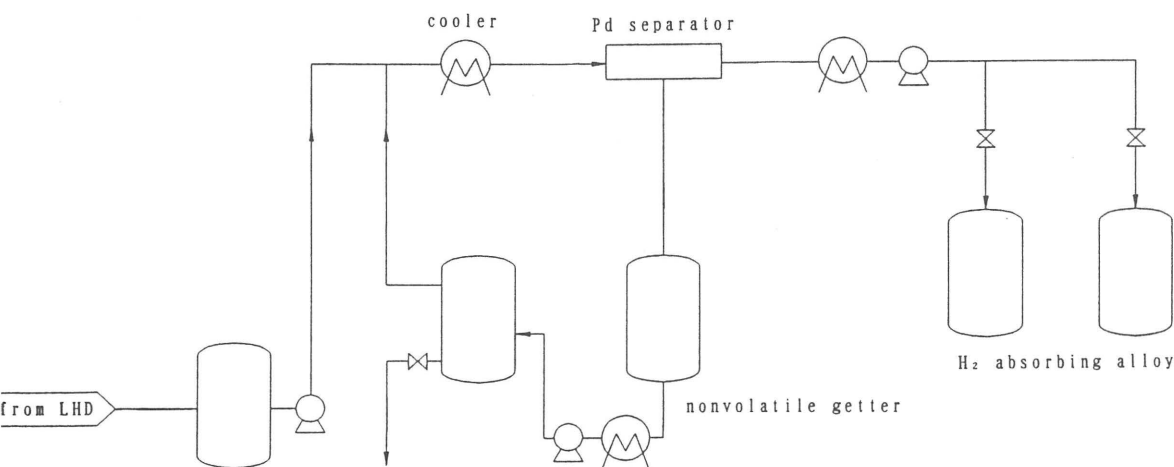 cooler
Pd separator
H₂ absorbing alloy
from LHD
nonvolatile getter